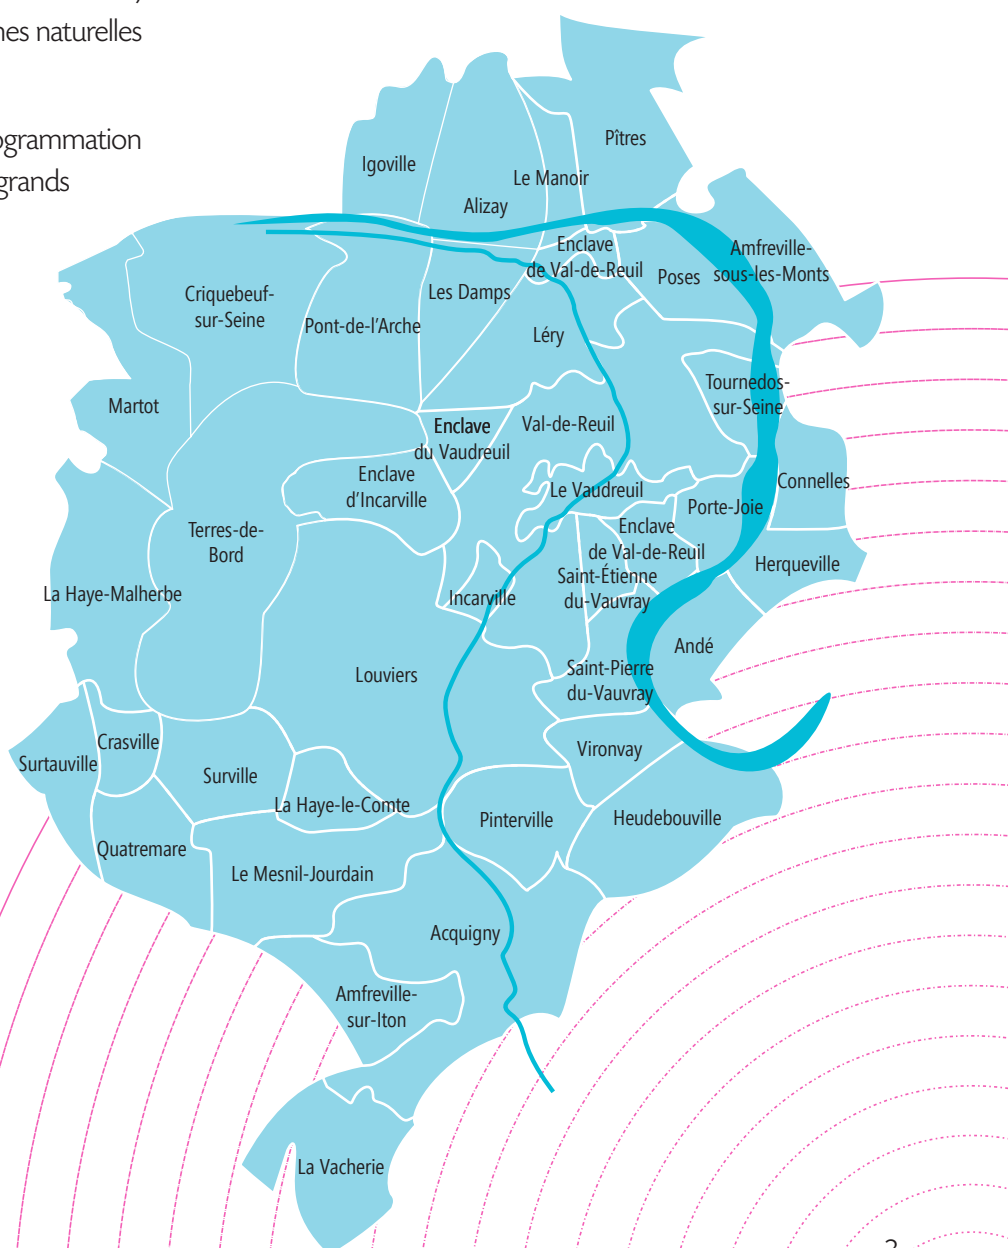 nes naturelles
ogrammation
grands
Pîtres
Igoville
Le Manoir
Alizay
Enclave
de Val-de-Reuil
Amfreville-
sous-les-Monts
Poses
Criquebeuf-
sur-Seine
Les Damps
Pont-de-l'Arche
Léry
Tournedos-
sur-Seine
Martot
Enclave
du Vaudreuil
Val-de-Reuil
Enclave
d'Incarville
Le Vaudreuil
Connelles
Porte-Joie
Terres-de-
Bord
Enclave
de Val-de-Reuil
Herqueville
Saint-Étienne
du-Vauvray
La Haye-Malherbe
Incarville
Andé
Louviers
Saint-Pierre
du-Vauvray
Crasville
Surtauville
Vironvay
Surville
La Haye-le-Comte
Pinterville
Heudebouville
Quatremare
Le Mesnil-Jourdain
Acquigny
Amfreville-
sur-Iton
La Vacherie